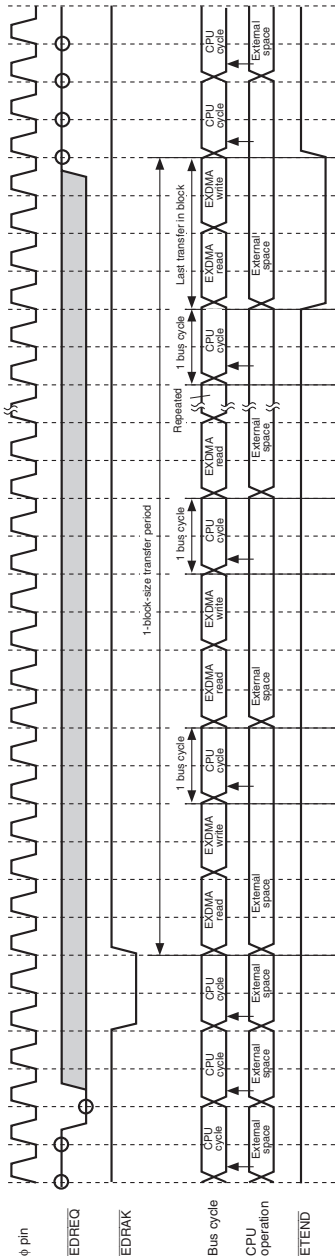 φ pin
EDREQ
EDRAK
1-block-size transfer period
1 bus cycle
1 bus cycle
1 bus cycle
Last transfer in block
Repeated
Bus cycle
CPU
cycle
CPU
cycle
CPU
cycle
EXDMA
read
EXDMA
write
CPU
cycle
EXDMA
read
EXDMA
write
CPU
cycle
EXDMA
read
CPU
cycle
EXDMA
read
EXDMA
write
CPU
cycle
CPU
cycle
CPU
operation
External
space
External
space
External
space
External
space
External
space
External
space
External
space
External
space
ETEND